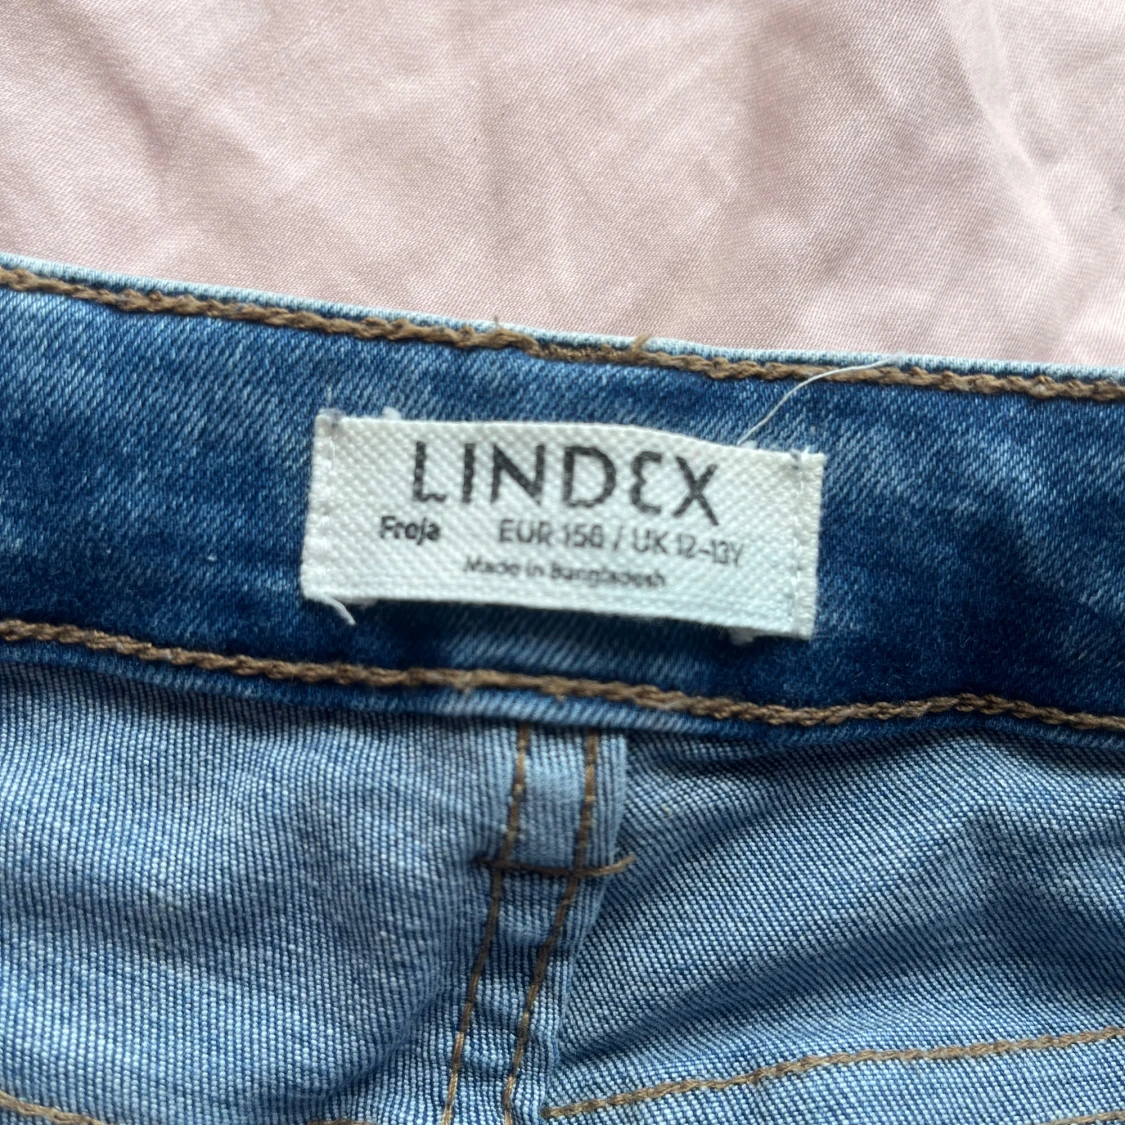 LINDEX
Freja EUR 158 / UK 12-13Y
Made in Bangladesh